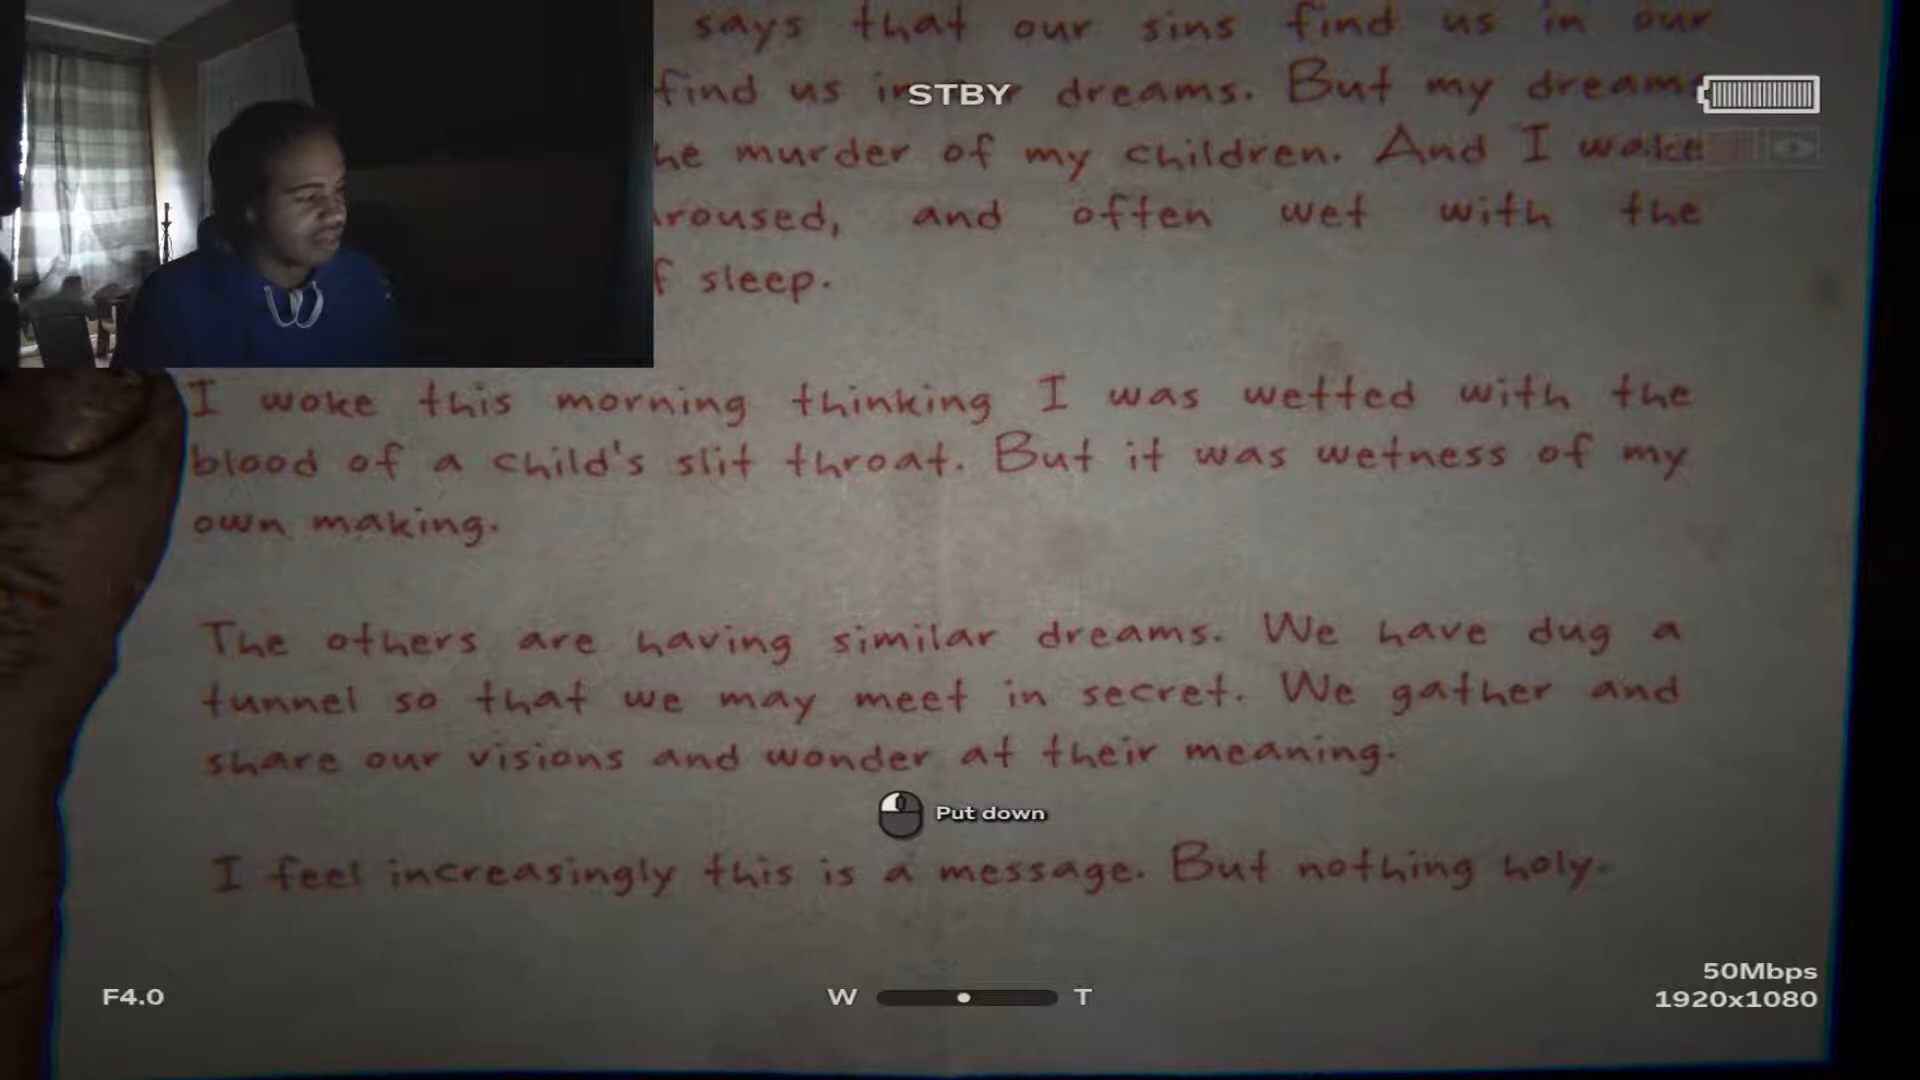 says that our sins find us in our
find us dreams. But my
STBY
murder of my children. And I wake
and often wet with the
sleep.
I woke this morning thinking I was wetted with the
blood of a child's slit throat. But it was wetness of my
own making.
The others are having similar dreams. We have dug a
tunnel so that we may meet in secret. We gather and
share our visions and wonder at their meaning.
Put down
I feel increasingly this is a message. But nothing holy.
50Mbps
F4.0 W T 1920x1080